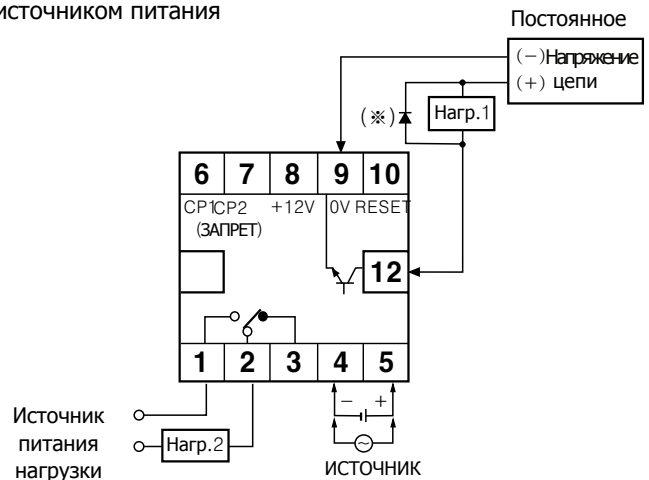 источником питания
Постоянное
(−) Напряжение
(+) цепи
(※)
Нагр.1
6 7 8 9 10
CP1 CP2 +12V 0V RESET
(ЗАПРЕТ)
12
1 2 3 4 5
− +
Источник
питания
нагрузки
Нагр.2
ИСТОЧНИК